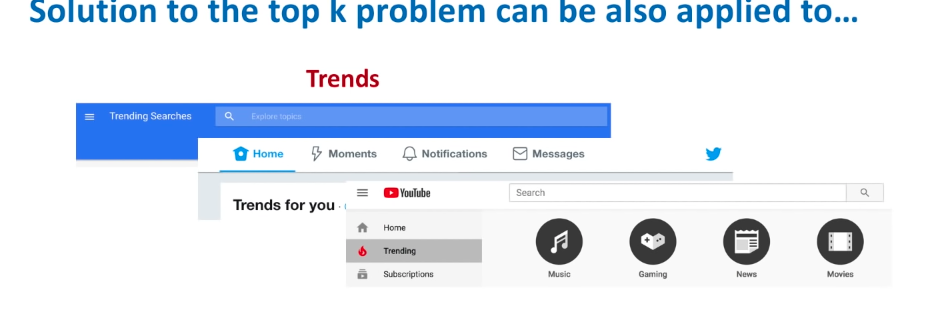 Solution to the top k problem can be also applied to…
Trends
Trending Searches
Explore topics
Home
Moments
Notifications
Messages
Trends for you ·
YouTube
Search
Home
Trending
Subscriptions
Music
Gaming
News
Movies